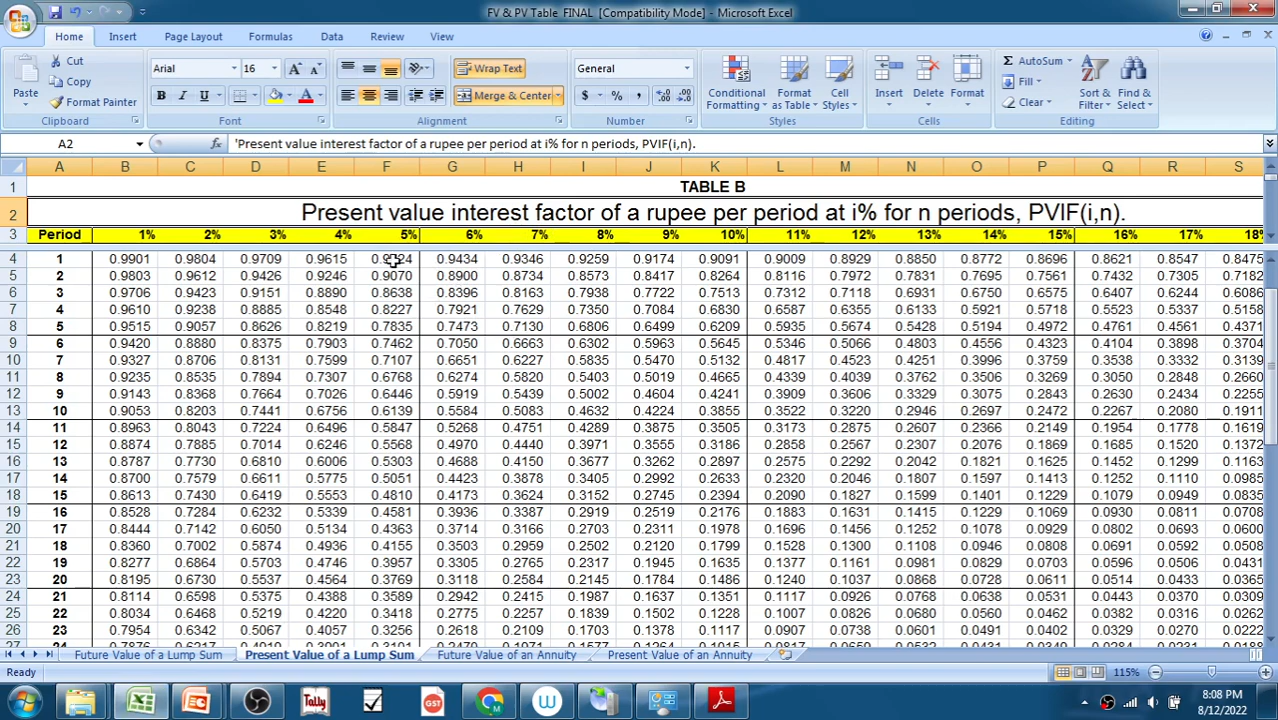 FV & PV Table FINAL [Compatibility Mode] - Microsoft Excel
Home Insert Page Layout Formulas Data Review View
Paste Cut Copy Format Painter Clipboard
Arial 16 B I U A A A Font
Wrap Text Merge & Center Alignment
General $ % , Number
Conditional Formatting Format as Table Cell Styles Styles
Insert Delete Format Cells
AutoSum Fill Clear Sort & Filter Find & Select Editing
A2 fx 'Present value interest factor of a rupee per period at i% for n periods, PVIF(i,n).
A B C D E F G H I J K L M N O P Q R S
1 TABLE B
2 Present value interest factor of a rupee per period at i% for n periods, PVIF(i,n).
3 Period 1% 2% 3% 4% 5% 6% 7% 8% 9% 10% 11% 12% 13% 14% 15% 16% 17% 18%
4 1 0.9901 0.9804 0.9709 0.9615 0.9434 0.9346 0.9259 0.9174 0.9091 0.9009 0.8929 0.8850 0.8772 0.8696 0.8621 0.8547 0.8475
5 2 0.9803 0.9612 0.9426 0.9246 0.9070 0.8900 0.8734 0.8573 0.8417 0.8264 0.8116 0.7972 0.7831 0.7695 0.7561 0.7432 0.7305 0.7182
6 3 0.9706 0.9423 0.9151 0.8890 0.8638 0.8396 0.8163 0.7938 0.7722 0.7513 0.7312 0.7118 0.6931 0.6750 0.6575 0.6407 0.6244 0.6086
7 4 0.9610 0.9238 0.8885 0.8548 0.8227 0.7921 0.7629 0.7350 0.7084 0.6830 0.6587 0.6355 0.6133 0.5921 0.5718 0.5523 0.5337 0.5158
8 5 0.9515 0.9057 0.8626 0.8219 0.7835 0.7473 0.7130 0.6806 0.6499 0.6209 0.5935 0.5674 0.5428 0.5194 0.4972 0.4761 0.4561 0.4371
9 6 0.9420 0.8880 0.8375 0.7903 0.7462 0.7050 0.6663 0.6302 0.5963 0.5645 0.5346 0.5066 0.4803 0.4556 0.4323 0.4104 0.3898 0.3704
10 7 0.9327 0.8706 0.8131 0.7599 0.7107 0.6651 0.6227 0.5835 0.5470 0.5132 0.4817 0.4523 0.4251 0.3996 0.3759 0.3538 0.3332 0.3139
11 8 0.9235 0.8535 0.7894 0.7307 0.6768 0.6274 0.5820 0.5403 0.5019 0.4665 0.4339 0.4039 0.3762 0.3506 0.3269 0.3050 0.2848 0.2660
12 9 0.9143 0.8368 0.7664 0.7026 0.6446 0.5919 0.5439 0.5002 0.4604 0.4241 0.3909 0.3606 0.3329 0.3075 0.2843 0.2630 0.2434 0.2255
13 10 0.9053 0.8203 0.7441 0.6756 0.6139 0.5584 0.5083 0.4632 0.4224 0.3855 0.3522 0.3220 0.2946 0.2697 0.2472 0.2267 0.2080 0.1911
14 11 0.8963 0.8043 0.7224 0.6496 0.5847 0.5268 0.4751 0.4289 0.3875 0.3505 0.3173 0.2875 0.2607 0.2366 0.2149 0.1954 0.1778 0.1619
15 12 0.8874 0.7885 0.7014 0.6246 0.5568 0.4970 0.4440 0.3971 0.3555 0.3186 0.2858 0.2567 0.2307 0.2076 0.1869 0.1685 0.1520 0.1372
16 13 0.8787 0.7730 0.6810 0.6006 0.5303 0.4688 0.4150 0.3677 0.3262 0.2897 0.2575 0.2292 0.2042 0.1821 0.1625 0.1452 0.1299 0.1163
17 14 0.8700 0.7579 0.6611 0.5775 0.5051 0.4423 0.3878 0.3405 0.2992 0.2633 0.2320 0.2046 0.1807 0.1597 0.1413 0.1252 0.1110 0.0985
18 15 0.8613 0.7430 0.6419 0.5553 0.4810 0.4173 0.3624 0.3152 0.2745 0.2394 0.2090 0.1827 0.1599 0.1401 0.1229 0.1079 0.0949 0.0835
19 16 0.8528 0.7284 0.6232 0.5339 0.4581 0.3936 0.3387 0.2919 0.2519 0.2176 0.1883 0.1631 0.1415 0.1229 0.1069 0.0930 0.0811 0.0708
20 17 0.8444 0.7142 0.6050 0.5134 0.4363 0.3714 0.3166 0.2703 0.2311 0.1978 0.1696 0.1456 0.1252 0.1078 0.0929 0.0802 0.0693 0.0600
21 18 0.8360 0.7002 0.5874 0.4936 0.4155 0.3503 0.2959 0.2502 0.2120 0.1799 0.1528 0.1300 0.1108 0.0946 0.0808 0.0691 0.0592 0.0508
22 19 0.8277 0.6864 0.5703 0.4746 0.3957 0.3305 0.2765 0.2317 0.1945 0.1635 0.1377 0.1161 0.0981 0.0829 0.0703 0.0596 0.0506 0.0431
23 20 0.8195 0.6730 0.5537 0.4564 0.3769 0.3118 0.2584 0.2145 0.1784 0.1486 0.1240 0.1037 0.0868 0.0728 0.0611 0.0514 0.0433 0.0365
24 21 0.8114 0.6598 0.5375 0.4388 0.3589 0.2942 0.2415 0.1987 0.1637 0.1351 0.1117 0.0926 0.0768 0.0638 0.0531 0.0443 0.0370 0.0309
25 22 0.8034 0.6468 0.5219 0.4220 0.3418 0.2775 0.2257 0.1839 0.1502 0.1228 0.1007 0.0826 0.0680 0.0560 0.0462 0.0382 0.0316 0.0262
26 23 0.7954 0.6342 0.5067 0.4057 0.3256 0.2618 0.2109 0.1703 0.1378 0.1117 0.0907 0.0738 0.0601 0.0491 0.0402 0.0329 0.0270 0.0222
Future Value of a Lump Sum Present Value of a Lump Sum Future Value of an Annuity Present Value of an Annuity
Ready 115%
Tally GST W
8:08 PM
8/12/2022